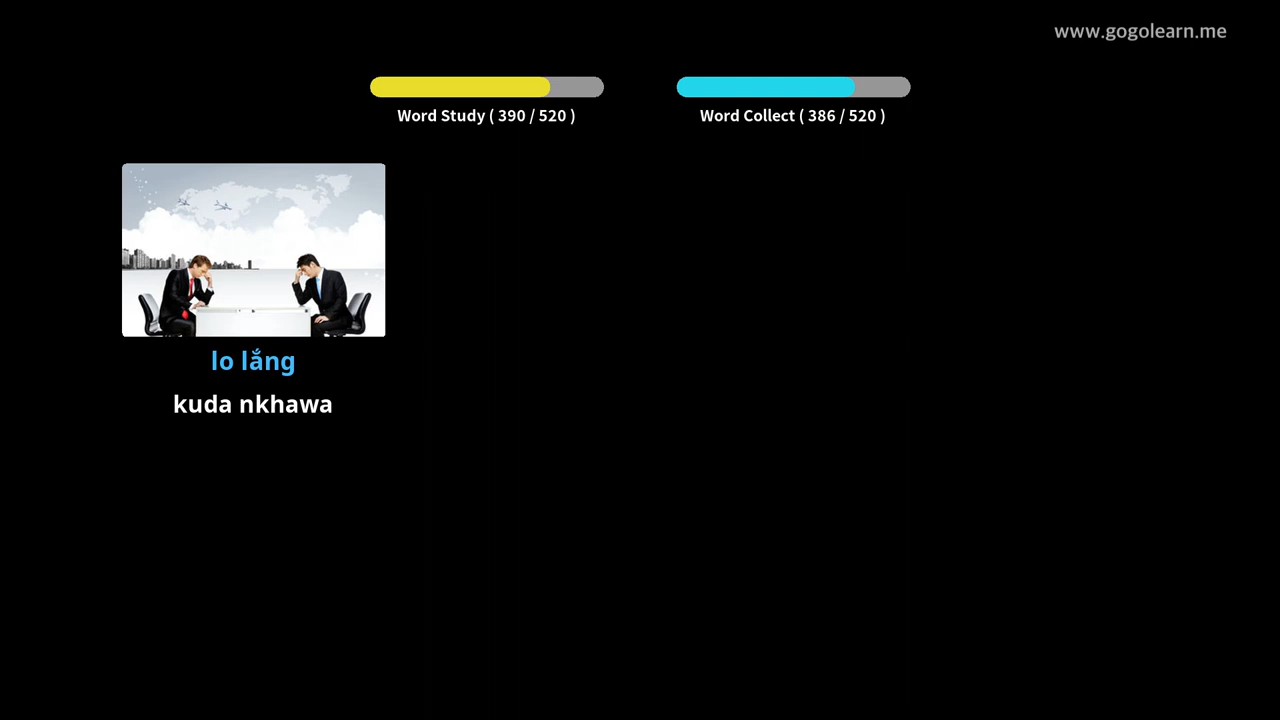 www.gogolearn.me
Word Study ( 390 / 520 )
Word Collect ( 386 / 520 )
lo lắng
kuda nkhawa